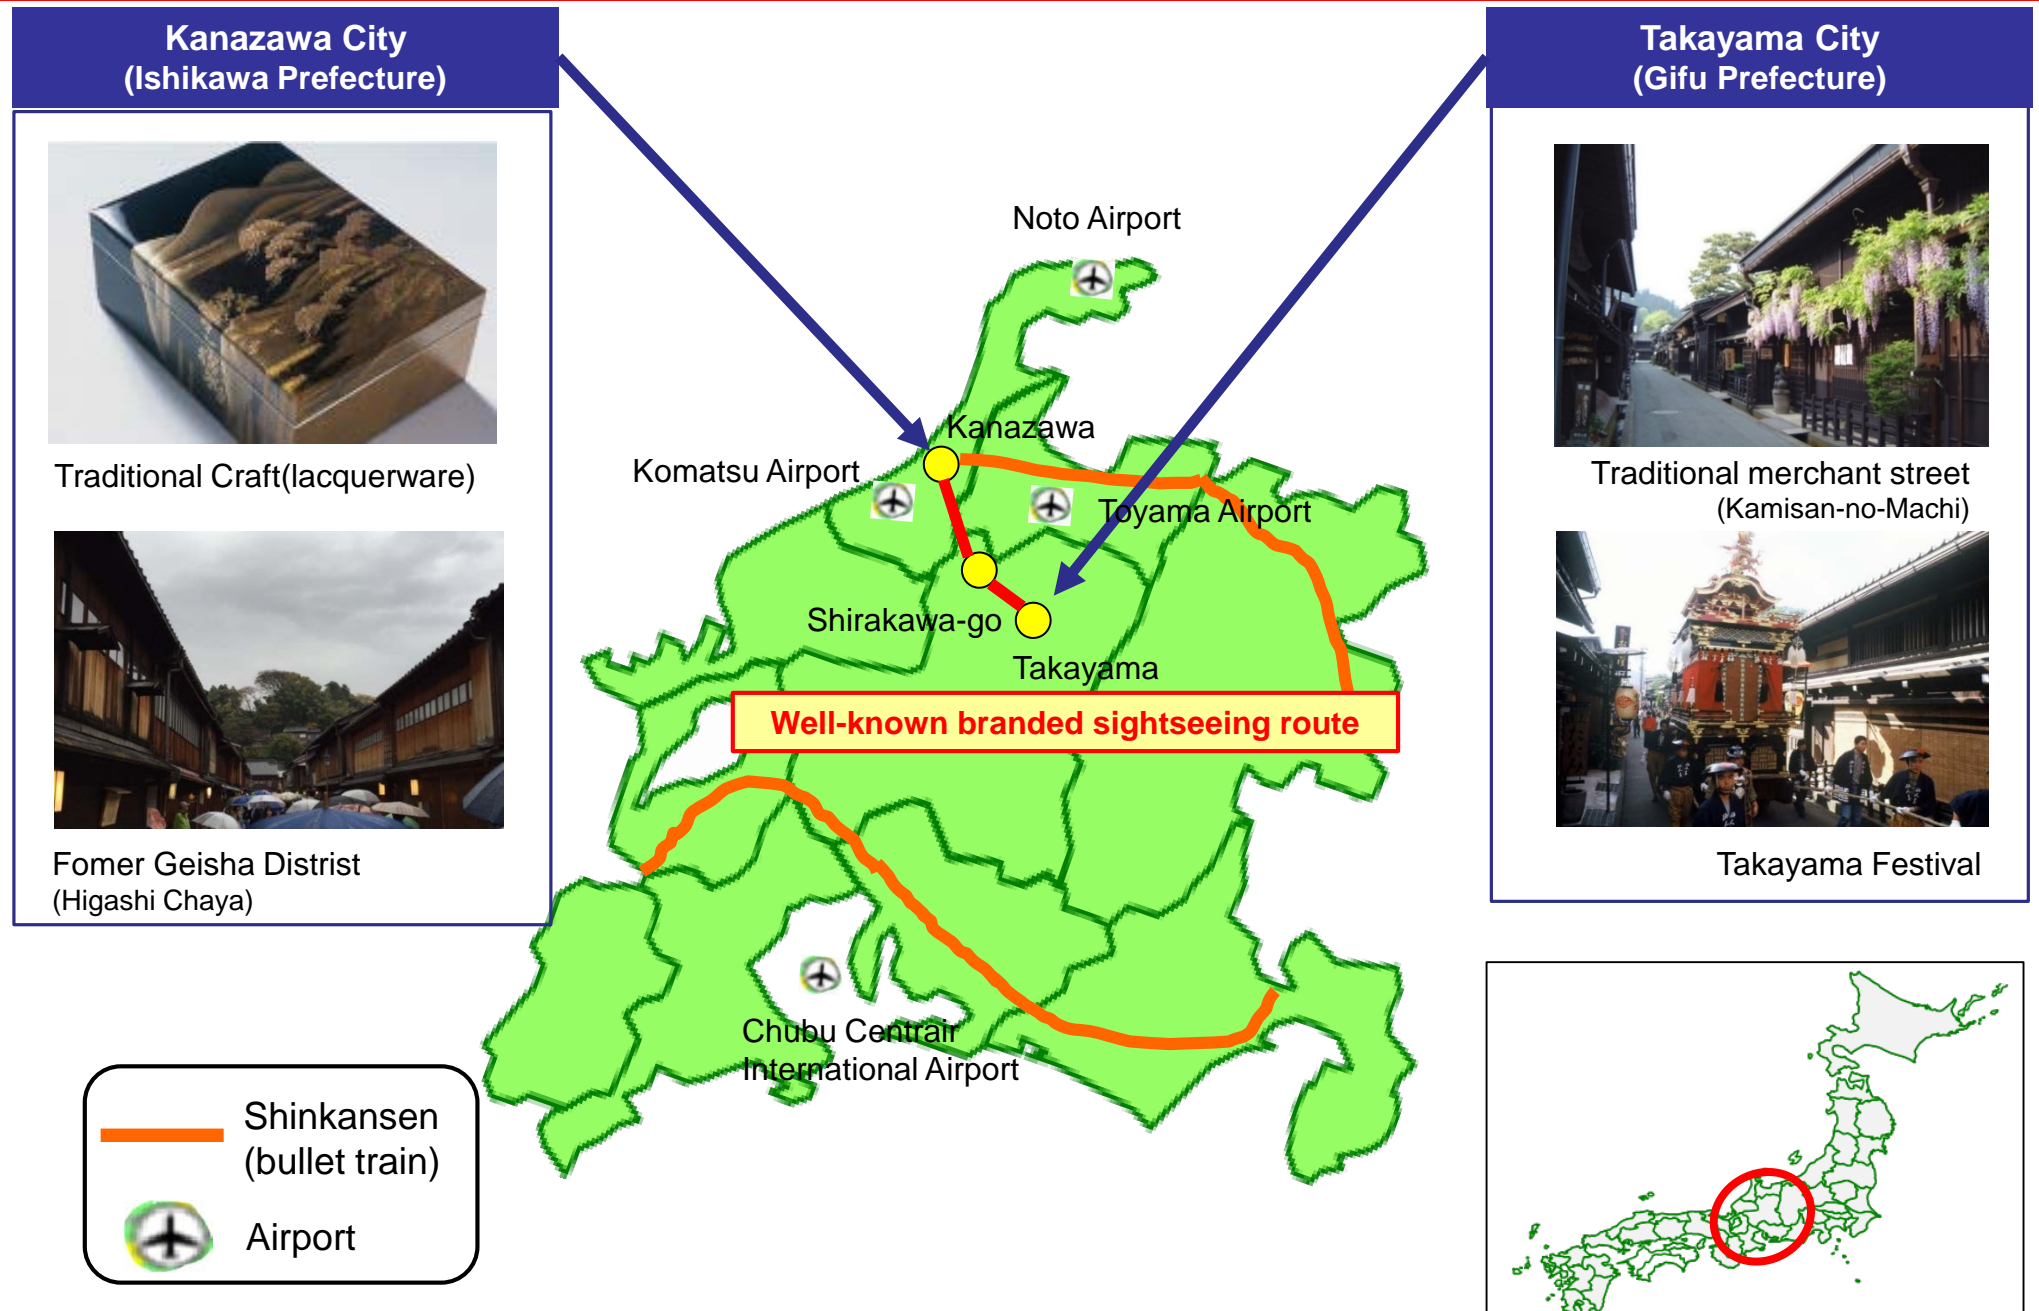 Kanazawa City
(Ishikawa Prefecture)
Traditional Craft(lacquerware)
Fomer Geisha Distrist
(Higashi Chaya)
Takayama City
(Gifu Prefecture)
Traditional merchant street
(Kamisan-no-Machi)
Takayama Festival
Noto Airport
Kanazawa
Komatsu Airport
Toyama Airport
Shirakawa-go
Takayama
Well-known branded sightseeing route
Chubu Centrair
International Airport
Shinkansen
(bullet train)
Airport